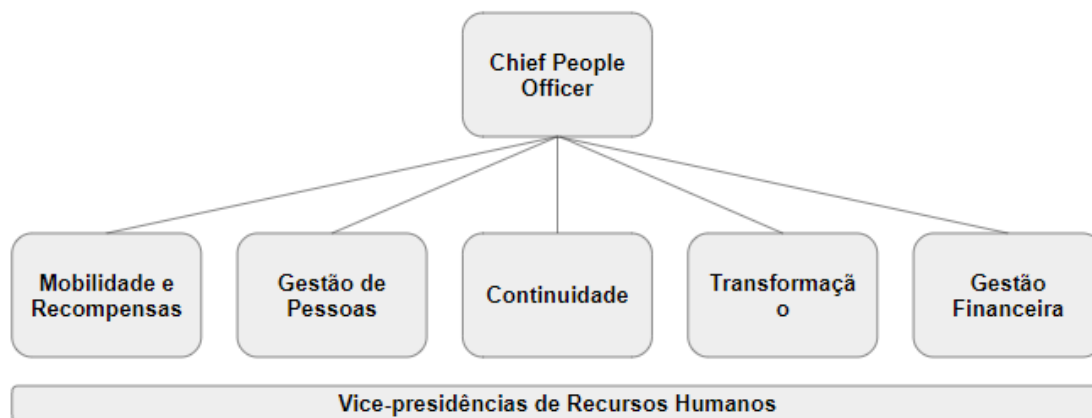 Chief People
Officer
Mobilidade e
Recompensas
Gestão de
Pessoas
Continuidade
Transformaçã
o
Gestão
Financeira
Vice-presidências de Recursos Humanos